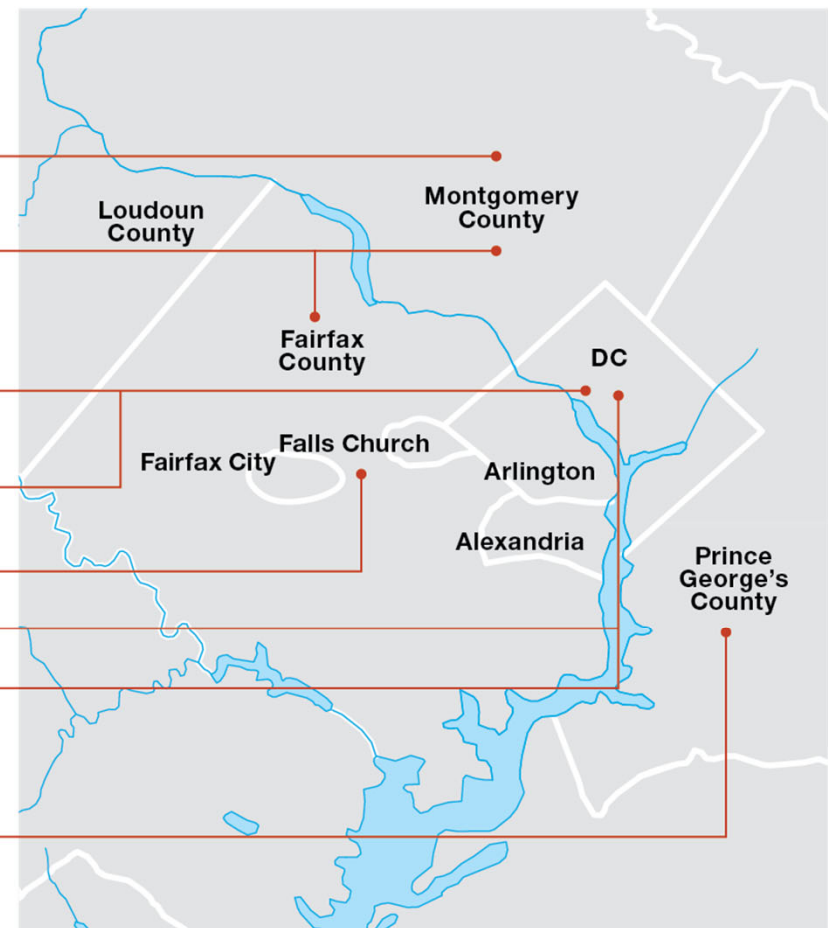 Montgomery
County
Loudoun
County
Fairfax
County
DC
Falls Church
Fairfax City
Arlington
Alexandria
Prince
George’s
County